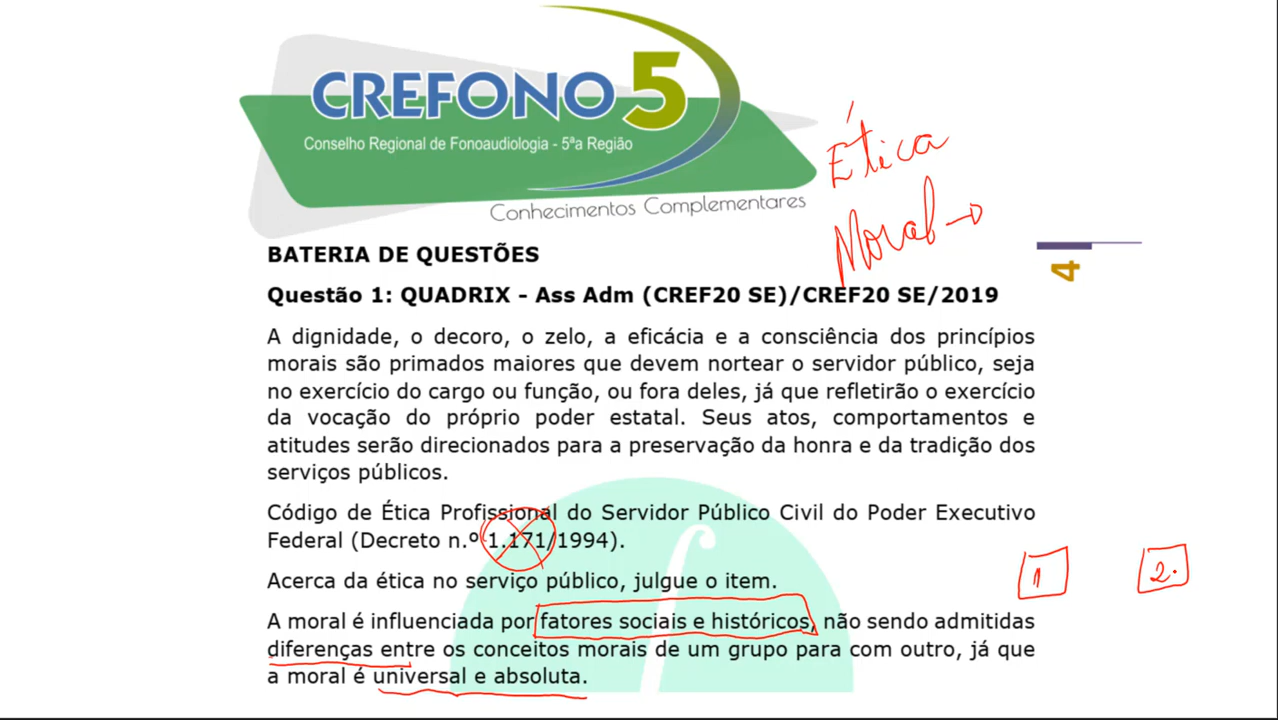 CREFONO 5
Conselho Regional de Fonoaudiologia - 5ªa Região
Conhecimentos Complementares
Ética
Moral →
4
BATERIA DE QUESTÕES
Questão 1: QUADRIX - Ass Adm (CREF20 SE)/CREF20 SE/2019
A dignidade, o decoro, o zelo, a eficácia e a consciência dos princípios
morais são primados maiores que devem nortear o servidor público, seja
no exercício do cargo ou função, ou fora deles, já que refletirão o exercício
da vocação do próprio poder estatal. Seus atos, comportamentos e
atitudes serão direcionados para a preservação da honra e da tradição dos
serviços públicos.
Código de Ética Profissional do Servidor Público Civil do Poder Executivo
Federal (Decreto n.º 1.171/1994).
Acerca da ética no serviço público, julgue o item.
1 2.
A moral é influenciada por fatores sociais e históricos, não sendo admitidas
diferenças entre os conceitos morais de um grupo para com outro, já que
a moral é universal e absoluta.